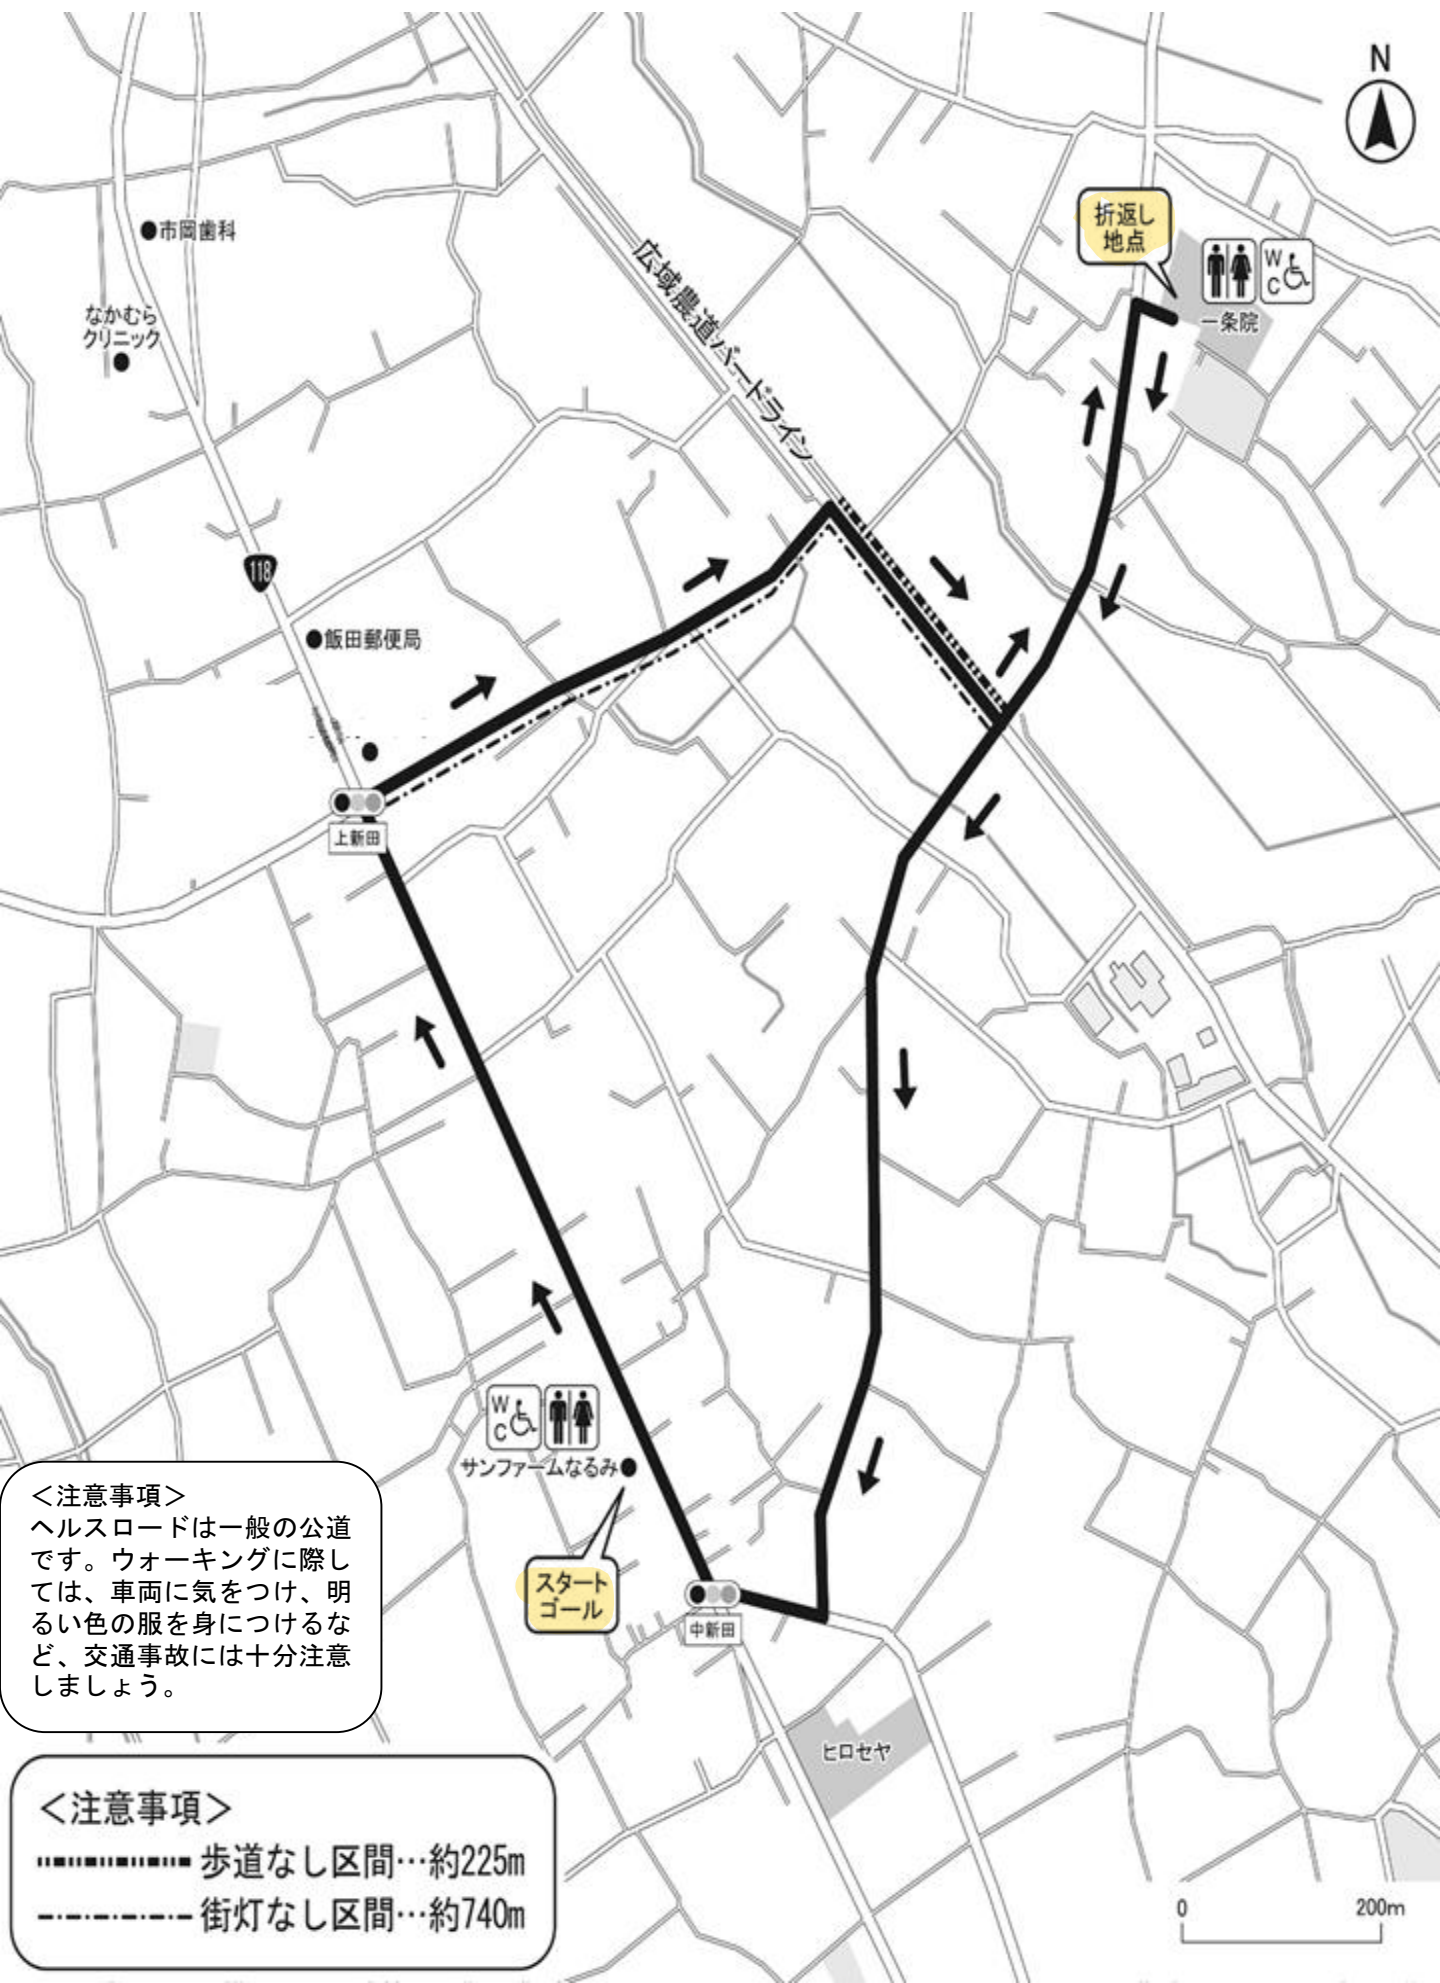 N
折返し
地点
W
C
一条院
市岡歯科
広域農道バードライン
なかむら
クリニック
118
飯田郵便局
上新田
W
C
サンファームなるみ
スタート
ゴール
中新田
ヒロセヤ
＜注意事項＞
ヘルスロードは一般の公道
です。ウォーキングに際し
ては、車両に気をつけ、明
るい色の服を身につけるな
ど、交通事故には十分注意
しましょう。
＜注意事項＞
歩道なし区間…約225m
街灯なし区間…約740m
0
200m